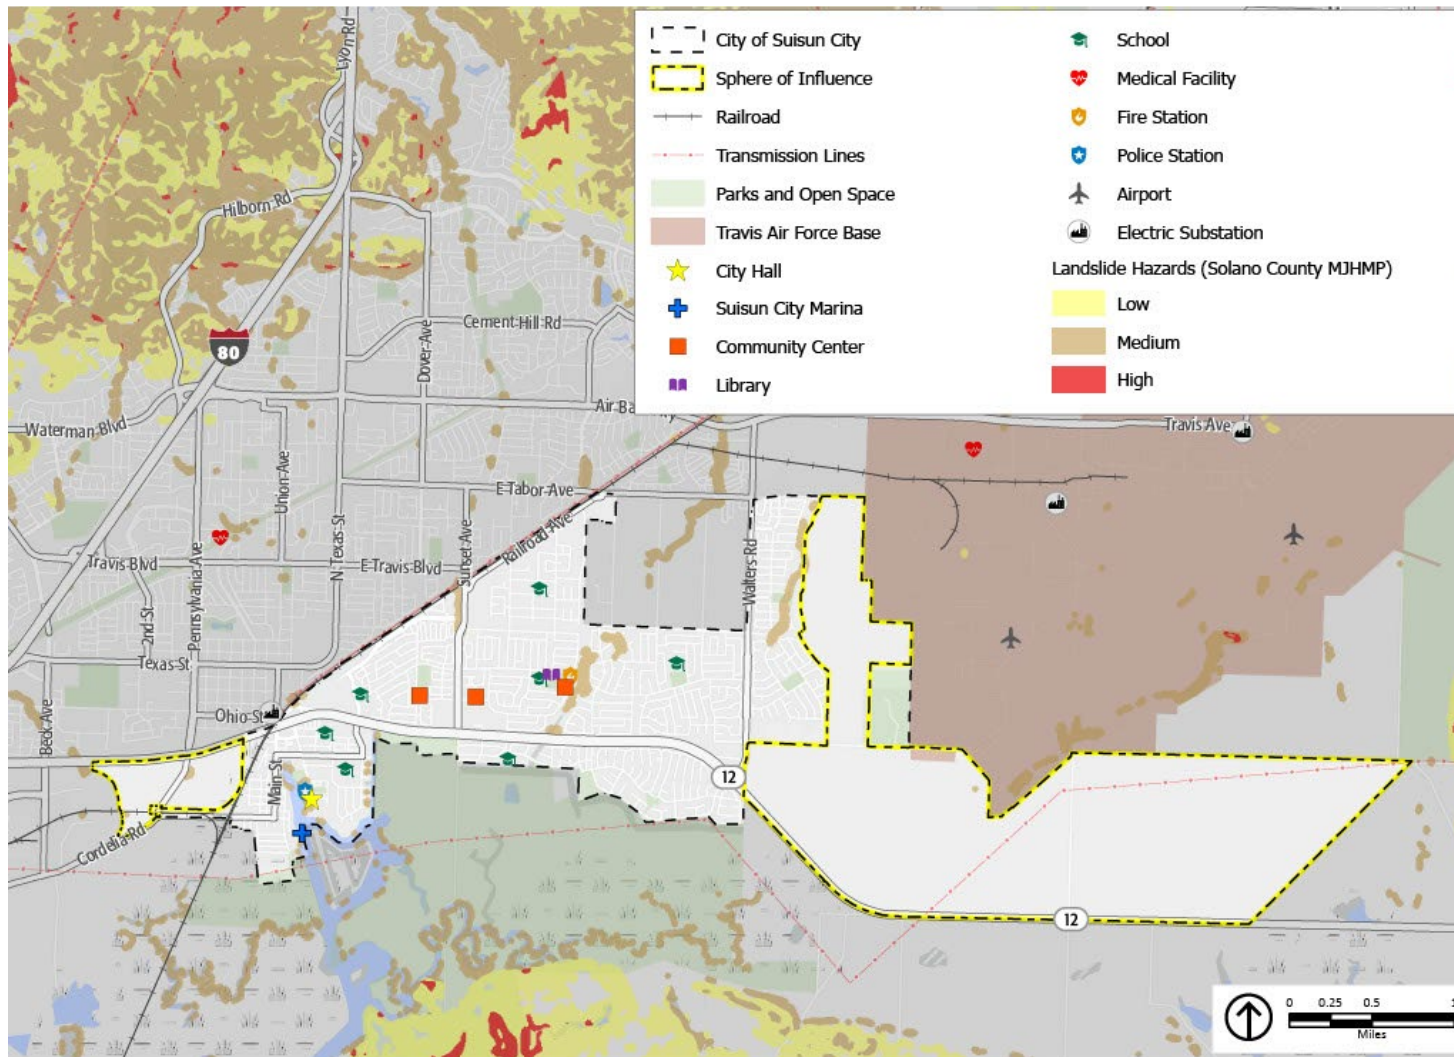 City of Suisun City
Sphere of Influence
Railroad
Transmission Lines
Parks and Open Space
Travis Air Force Base
City Hall
Suisun City Marina
Community Center
Library
School
Medical Facility
Fire Station
Police Station
Airport
Electric Substation
Landslide Hazards (Solano County MJHMP)
Low
Medium
High
Lyon Rd
Hilborn Rd
80
Cement Hill Rd
Dover Ave
Waterman Blvd
Air Ba
Travis Ave
Union Ave
E Tabor Ave
N Texas St
Pennsylvania Ave
Railroad Ave
Sunset Ave
Walters Rd
Travis Blvd
E Travis Blvd
2nd St
Texas St
Ohio St
Beck Ave
Main St
12
Cordelia Rd
12
0 0.25 0.5 1
Miles